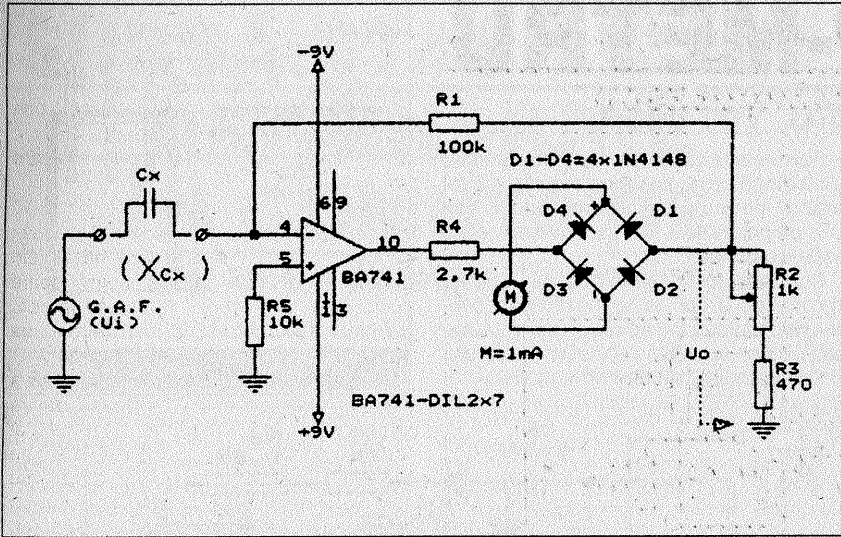 -9V
R1
100k
D1-D4=4x1N4148
Cx
(XCx)
G.A.F.
(Ui)
4
-
6
9
5
+
10
BA741
R5
10k
1
1
3
R4
2,7k
D4
+
D1
D3
-
D2
M
M=1mA
Uo
R2
1k
R3
470
BA741-DIL2x7
+9V